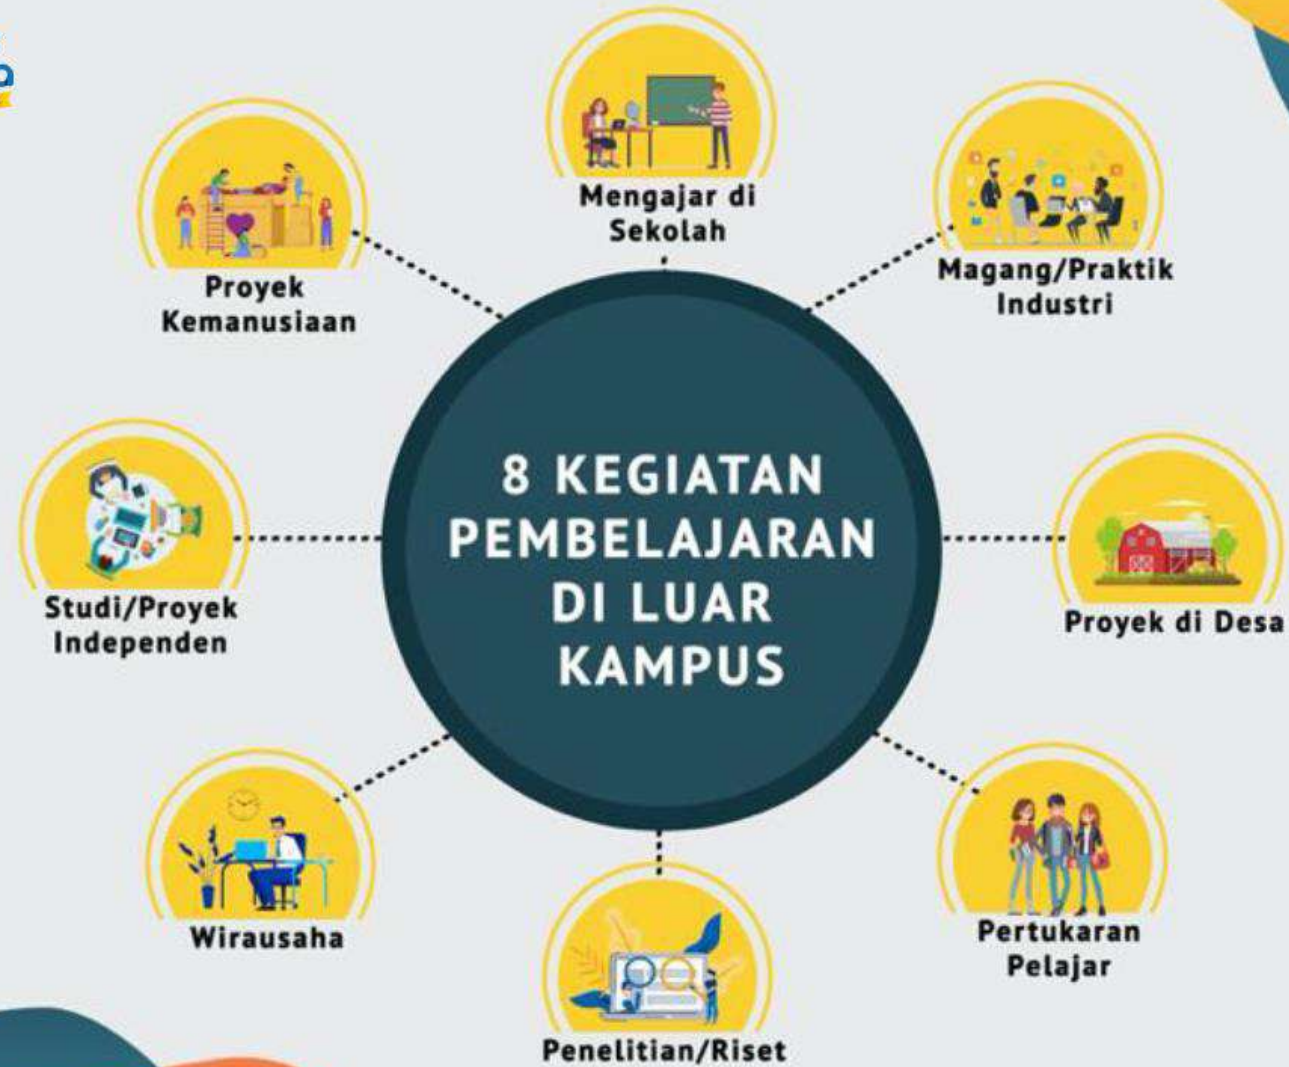 8 KEGIATAN
PEMBELAJARAN
DI LUAR
KAMPUS
Mengajar di
Sekolah
Magang/Praktik
Industri
Proyek di Desa
Pertukaran
Pelajar
Penelitian/Riset
Wirausaha
Studi/Proyek
Independen
Proyek
Kemanusiaan